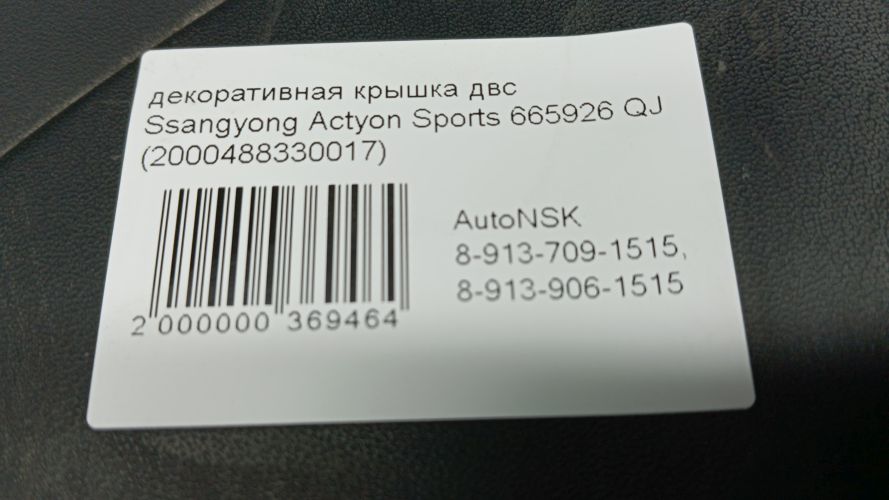 декоративная крышка двс
Ssangyong Actyon Sports 665926 QJ
(2000488330017)
AutoNSK
8-913-709-1515,
8-913-906-1515
2 000000 369464